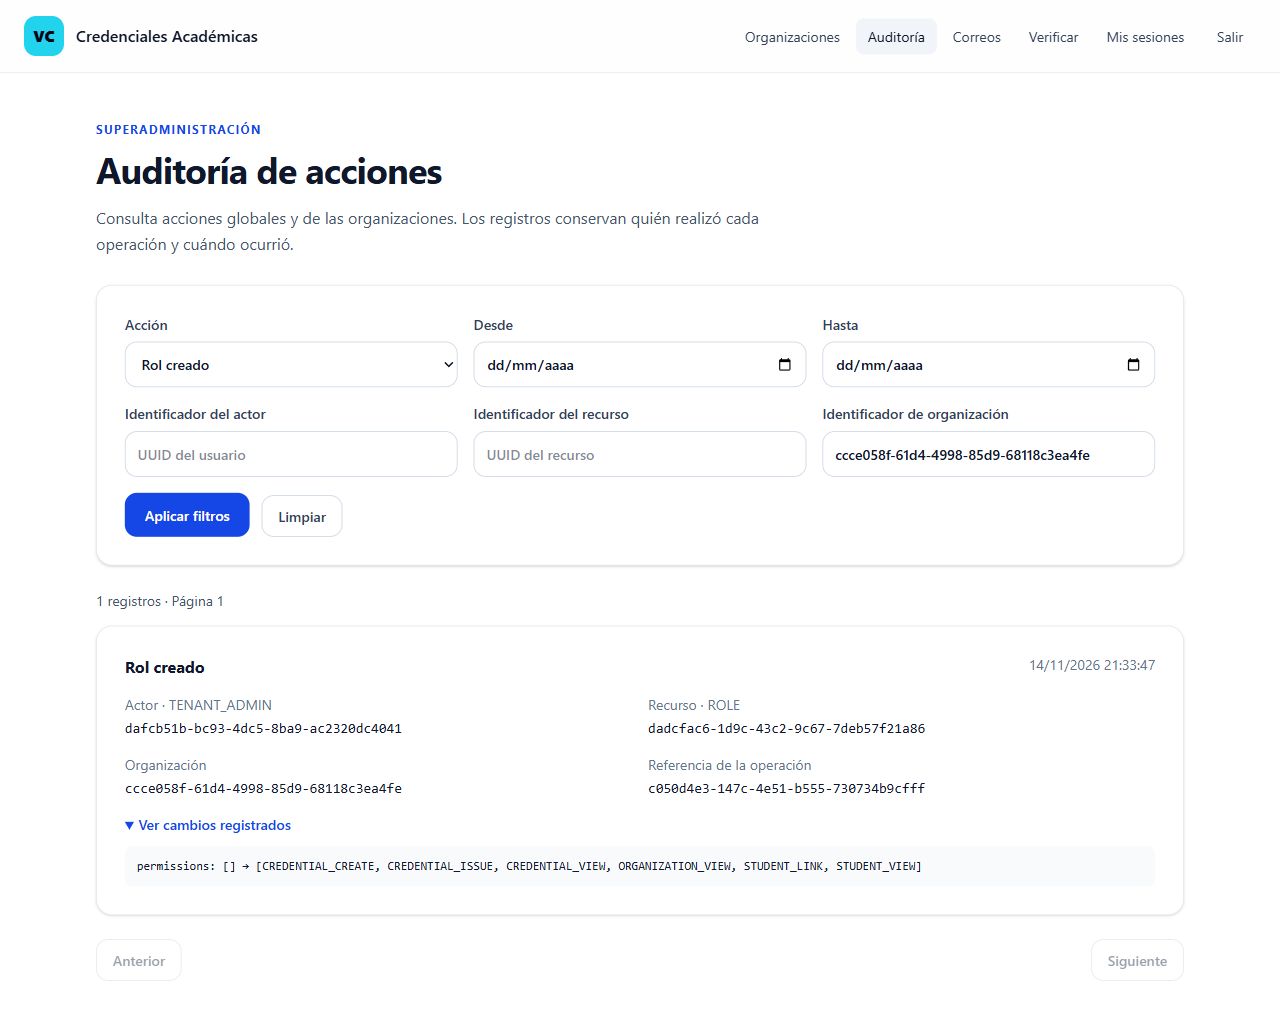 VC
Credenciales Académicas
Organizaciones
Auditoría
Correos
Verificar
Mis sesiones
Salir
SUPERADMINISTRACIÓN
Auditoría de acciones
Consulta acciones globales y de las organizaciones. Los registros conservan quién realizó cada
operación y cuándo ocurrió.
Acción
Desde
Hasta
Rol creado
dd/mm/aaaa
dd/mm/aaaa
Identificador del actor
Identificador del recurso
Identificador de organización
UUID del usuario
UUID del recurso
ccce058f-61d4-4998-85d9-68118c3ea4fe
Aplicar filtros
Limpiar
1 registros · Página 1
Rol creado
14/11/2026 21:33:47
Actor · TENANT_ADMIN
Recurso · ROLE
dafcb51b-bc93-4dc5-8ba9-ac2320dc4041
dadcfac6-1d9c-43c2-9c67-7deb57f21a86
Organización
Referencia de la operación
ccce058f-61d4-4998-85d9-68118c3ea4fe
c050d4e3-147c-4e51-b555-730734b9cfff
▼ Ver cambios registrados
permissions: [] → [CREDENTIAL_CREATE, CREDENTIAL_ISSUE, CREDENTIAL_VIEW, ORGANIZATION_VIEW, STUDENT_LINK, STUDENT_VIEW]
Anterior
Siguiente